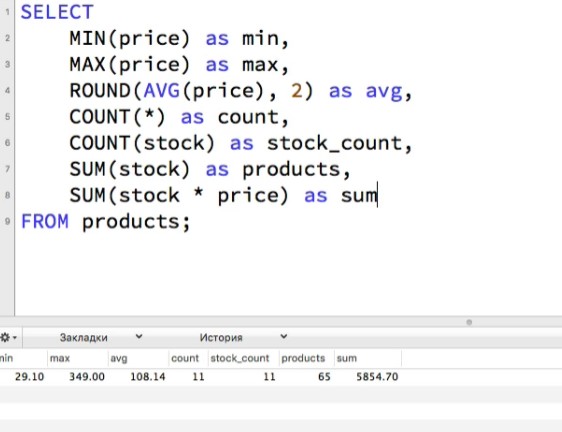 1 SELECT
2 MIN(price) as min,
3 MAX(price) as max,
4 ROUND(AVG(price), 2) as avg,
5 COUNT(*) as count,
6 COUNT(stock) as stock_count,
7 SUM(stock) as products,
8 SUM(stock * price) as sum
9 FROM products;
Закладки История
min max avg count stock_count products sum
29.10 349.00 108.14 11 11 65 5854.70